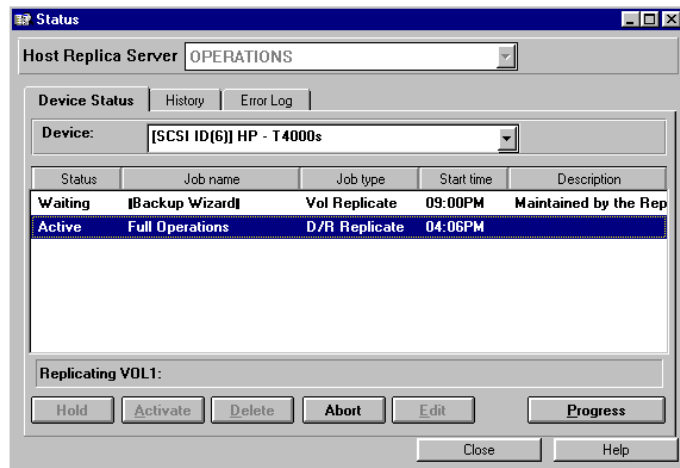 Status
Host Replica Server OPERATIONS
Device Status History Error Log
Device: [SCSI ID(6)] HP - T4000s
Status Job name Job type Start time Description
Waiting |Backup Wizard| Vol Replicate 09:00PM Maintained by the Rep
Active Full Operations D/R Replicate 04:06PM
Replicating VOL1:
Hold Activate Delete Abort Edit Progress
Close Help